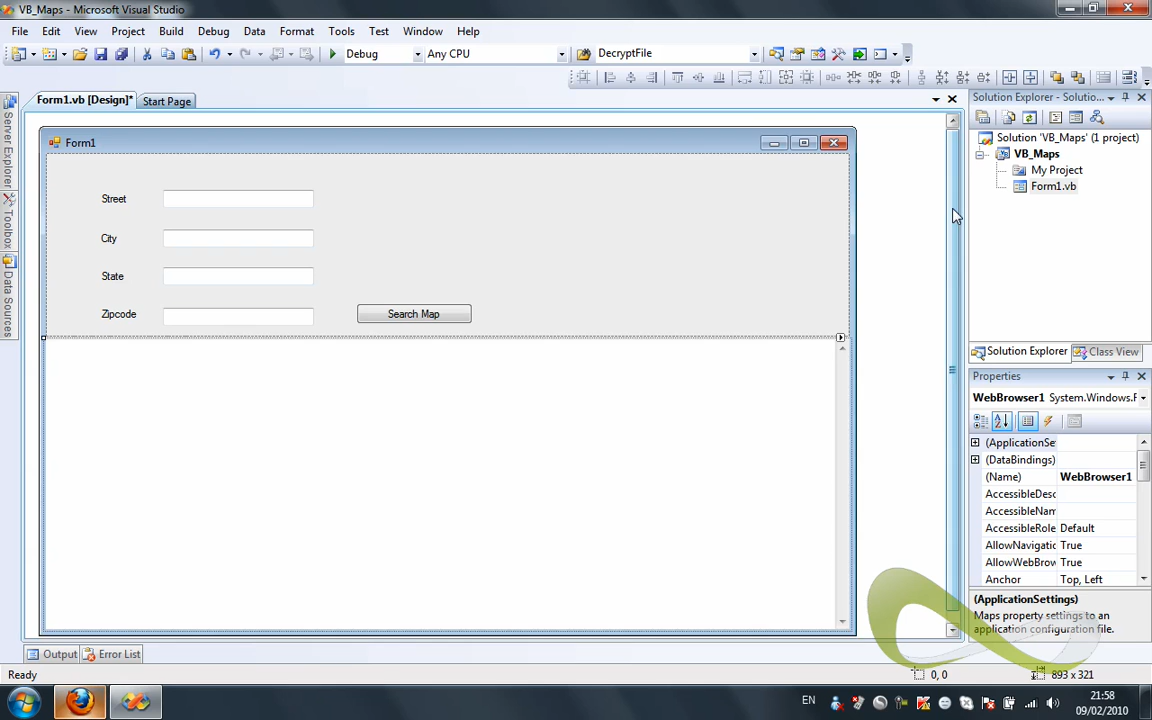 VB_Maps - Microsoft Visual Studio
File Edit View Project Build Debug Data Format Tools Test Window Help
Debug Any CPU DecryptFile
Form1.vb [Design]* Start Page
Solution Explorer - Solutio...
Server Explorer
Toolbox
Data Sources
Form1
Street
City
State
Zipcode Search Map
Solution 'VB_Maps' (1 project)
VB_Maps
My Project
Form1.vb
Solution Explorer Class View
Properties
WebBrowser1 System.Windows.F
(ApplicationSe
(DataBindings)
(Name) WebBrowser1
AccessibleDesc
AccessibleNam
AccessibleRole Default
AllowNavigatic True
AllowWebBrow True
Anchor Top, Left
(ApplicationSettings)
Maps property settings to an
application configuration file.
Output Error List
Ready 0, 0 893 x 321
EN 21:58
09/02/2010